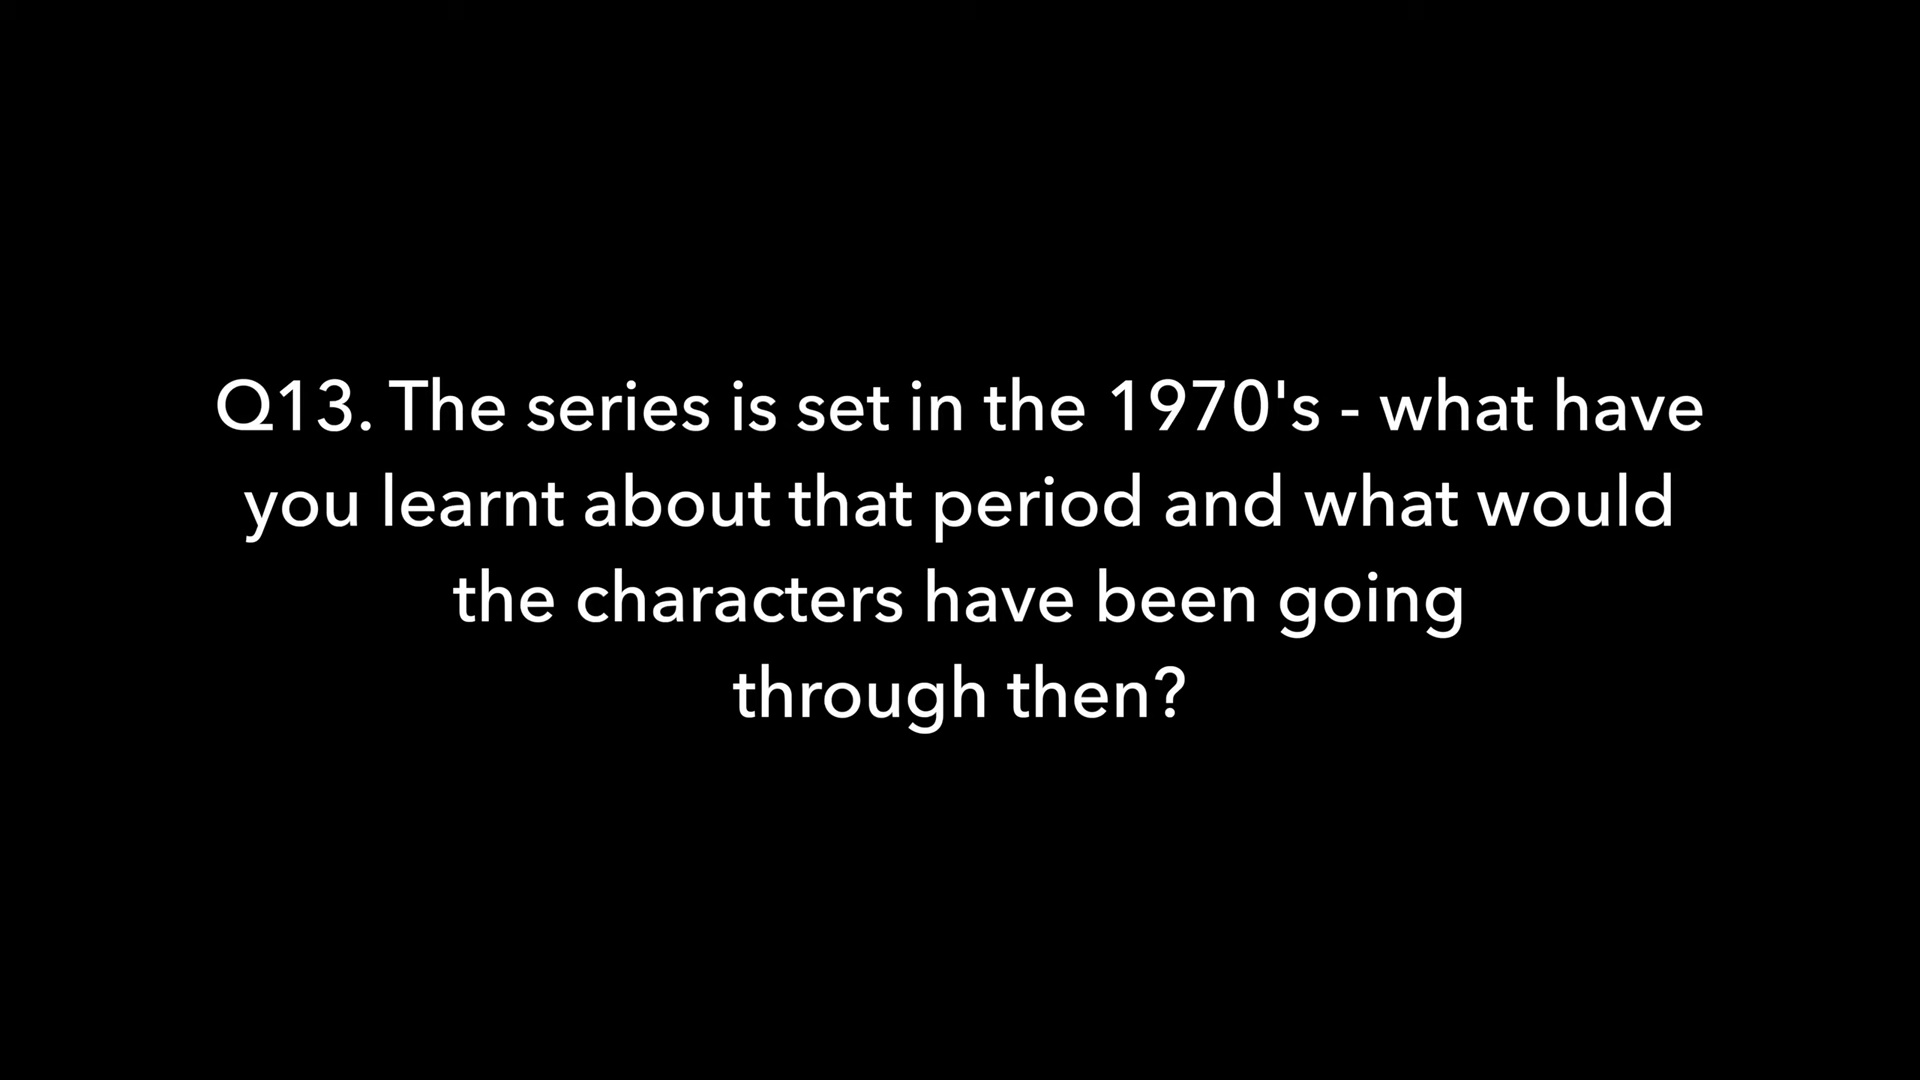 Q13. The series is set in the 1970's - what have
you learnt about that period and what would
the characters have been going
through then?